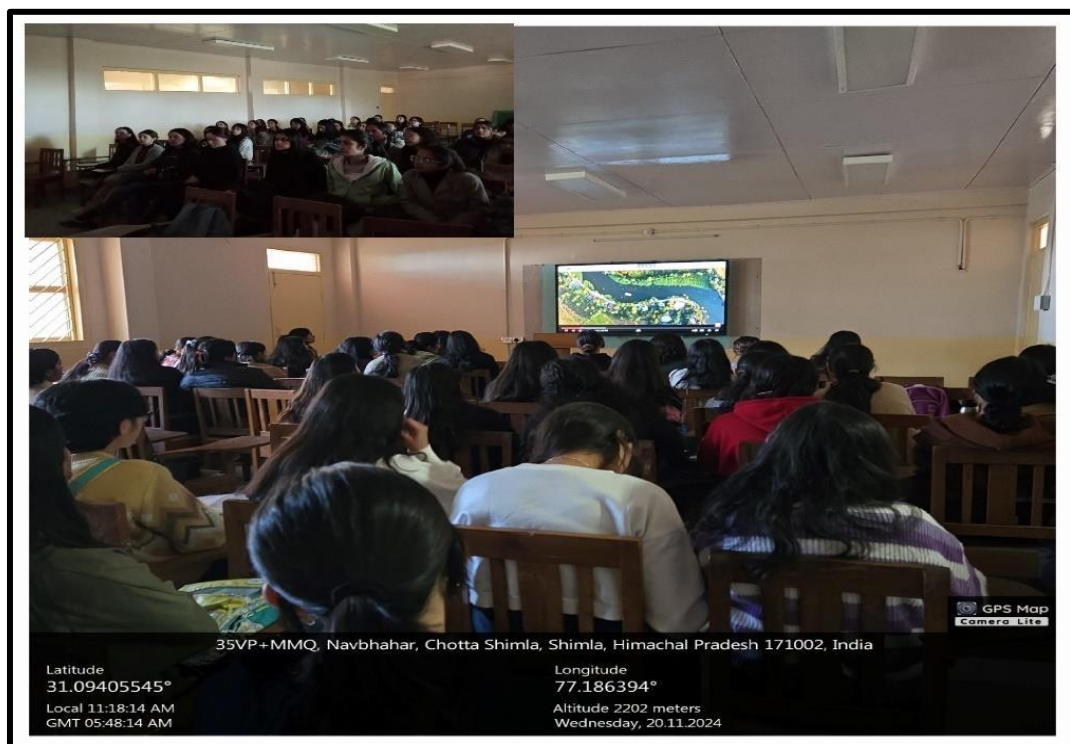 GPS Map
Camera Lite
35VP+MMQ, Navbhahar, Chotta Shimla, Shimla, Himachal Pradesh 171002, India
Latitude
31.09405545°
Local 11:18:14 AM
GMT 05:48:14 AM
Longitude
77.186394°
Altitude 2202 meters
Wednesday, 20.11.2024